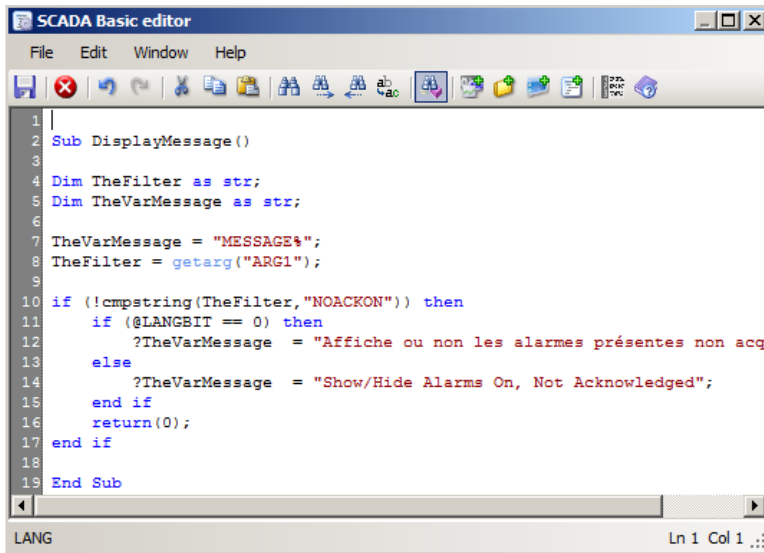 SCADA Basic editor
File Edit Window Help
1
2 Sub DisplayMessage()
3
4 Dim TheFilter as str;
5 Dim TheVarMessage as str;
6
7 TheVarMessage = "MESSAGE%";
8 TheFilter = getarg("ARG1");
9
10 if (!cmpstring(TheFilter,"NOACKON")) then
11 if (@LANGBIT == 0) then
12 ?TheVarMessage = "Affiche ou non les alarmes présentes non acq
13 else
14 ?TheVarMessage = "Show/Hide Alarms On, Not Acknowledged";
15 end if
16 return(0);
17 end if
18
19 End Sub
LANG Ln 1 Col 1